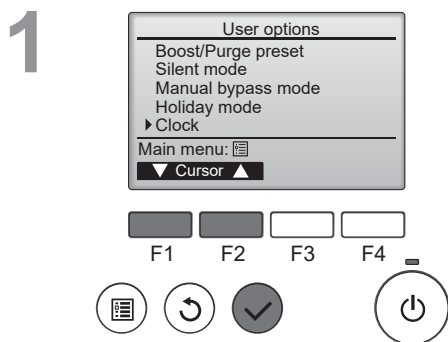 1
User options
Boost/Purge preset
Silent mode
Manual bypass mode
Holiday mode
Clock
Main menu:
Cursor
F1 F2 F3 F4